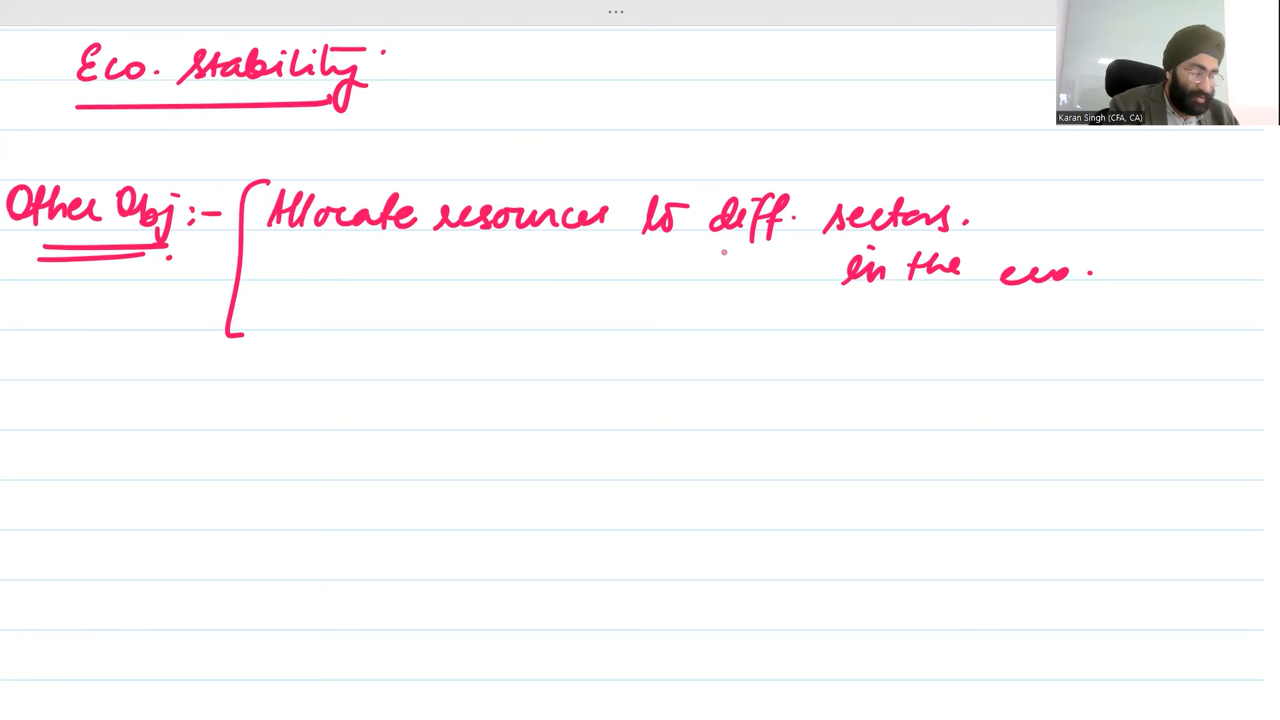 Eco. Stability
Other Obj :- Allocate resources to diff. sectors.
in the eco.
Karan Singh (CFA, CA)